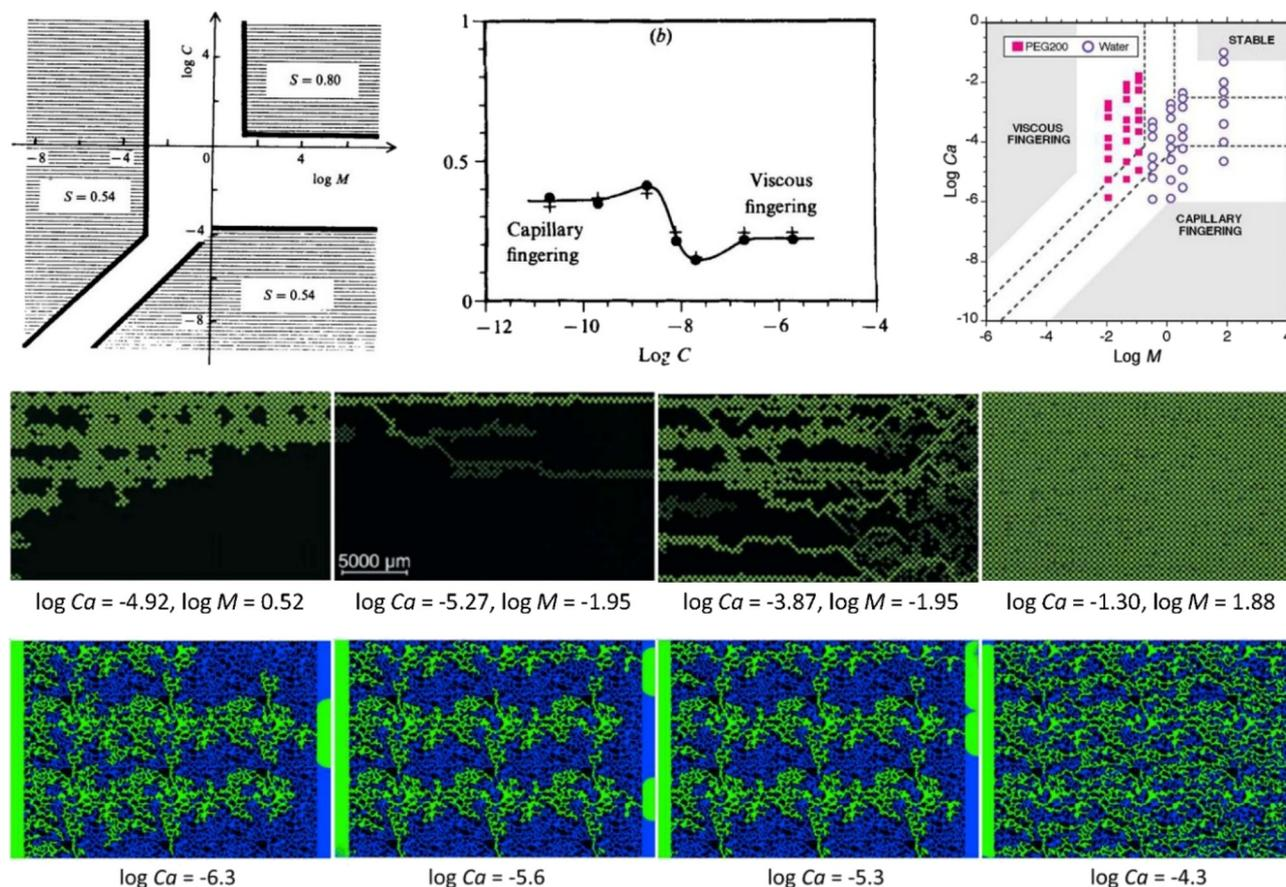 log C
4
S = 0.80
−8
−4
0
4
log M
S = 0.54
−4
S = 0.54
−8
1
(b)
0.5
Capillary
fingering
Viscous
fingering
0
−12
−10
−8
−6
−4
Log C
0
PEG200
Water
STABLE
-2
VISCOUS
FINGERING
-4
Log Ca
-6
CAPILLARY
FINGERING
-8
-10
-6
-4
-2
0
2
4
Log M
5000 µm
log Ca = -4.92, log M = 0.52
log Ca = -5.27, log M = -1.95
log Ca = -3.87, log M = -1.95
log Ca = -1.30, log M = 1.88
log Ca = -6.3
log Ca = -5.6
log Ca = -5.3
log Ca = -4.3